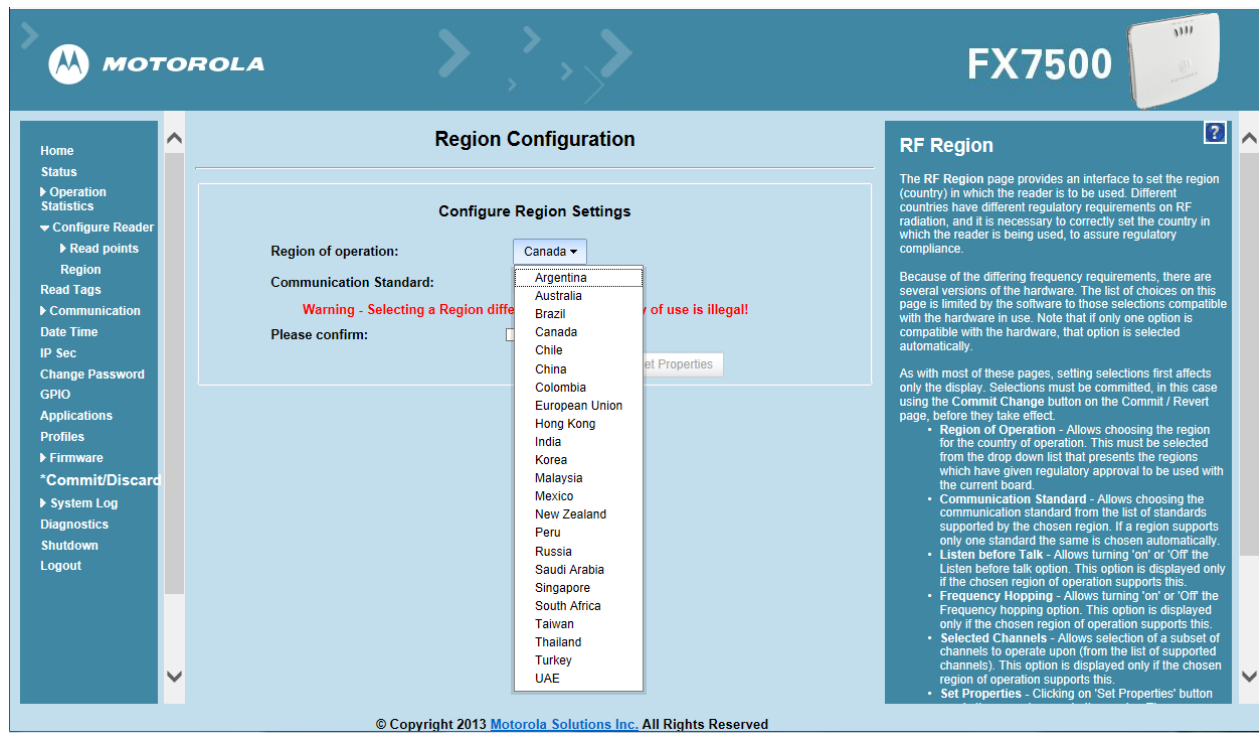 MOTOROLA
FX7500
Home
Status
Operation
Statistics
Configure Reader
Read points
Region
Read Tags
Communication
Date Time
IP Sec
Change Password
GPIO
Applications
Profiles
Firmware
*Commit/Discard
System Log
Diagnostics
Shutdown
Logout
Region Configuration
Configure Region Settings
Region of operation:
Canada
Communication Standard:
Warning - Selecting a Region diffe
y of use is illegal!
Please confirm:
et Properties
Argentina
Australia
Brazil
Canada
Chile
China
Colombia
European Union
Hong Kong
India
Korea
Malaysia
Mexico
New Zealand
Peru
Russia
Saudi Arabia
Singapore
South Africa
Taiwan
Thailand
Turkey
UAE
?
RF Region
The RF Region page provides an interface to set the region
(country) in which the reader is to be used. Different
countries have different regulatory requirements on RF
radiation, and it is necessary to correctly set the country in
which the reader is being used, to assure regulatory
compliance.
Because of the differing frequency requirements, there are
several versions of the hardware. The list of choices on this
page is limited by the software to those selections compatible
with the hardware in use. Note that if only one option is
compatible with the hardware, that option is selected
automatically.
As with most of these pages, setting selections first affects
only the display. Selections must be committed, in this case
using the Commit Change button on the Commit / Revert
page, before they take effect.
• Region of Operation - Allows choosing the region
for the country of operation. This must be selected
from the drop down list that presents the regions
which have given regulatory approval to be used with
the current board.
• Communication Standard - Allows choosing the
communication standard from the list of standards
supported by the chosen region. If a region supports
only one standard the same is chosen automatically.
• Listen before Talk - Allows turning 'on' or 'Off' the
Listen before talk option. This option is displayed only
if the chosen region of operation supports this.
• Frequency Hopping - Allows turning 'on' or 'Off' the
Frequency hopping option. This option is displayed
only if the chosen region of operation supports this.
• Selected Channels - Allows selection of a subset of
channels to operate upon (from the list of supported
channels). This option is displayed only if the chosen
region of operation supports this.
• Set Properties - Clicking on 'Set Properties' button
© Copyright 2013 Motorola Solutions Inc. All Rights Reserved